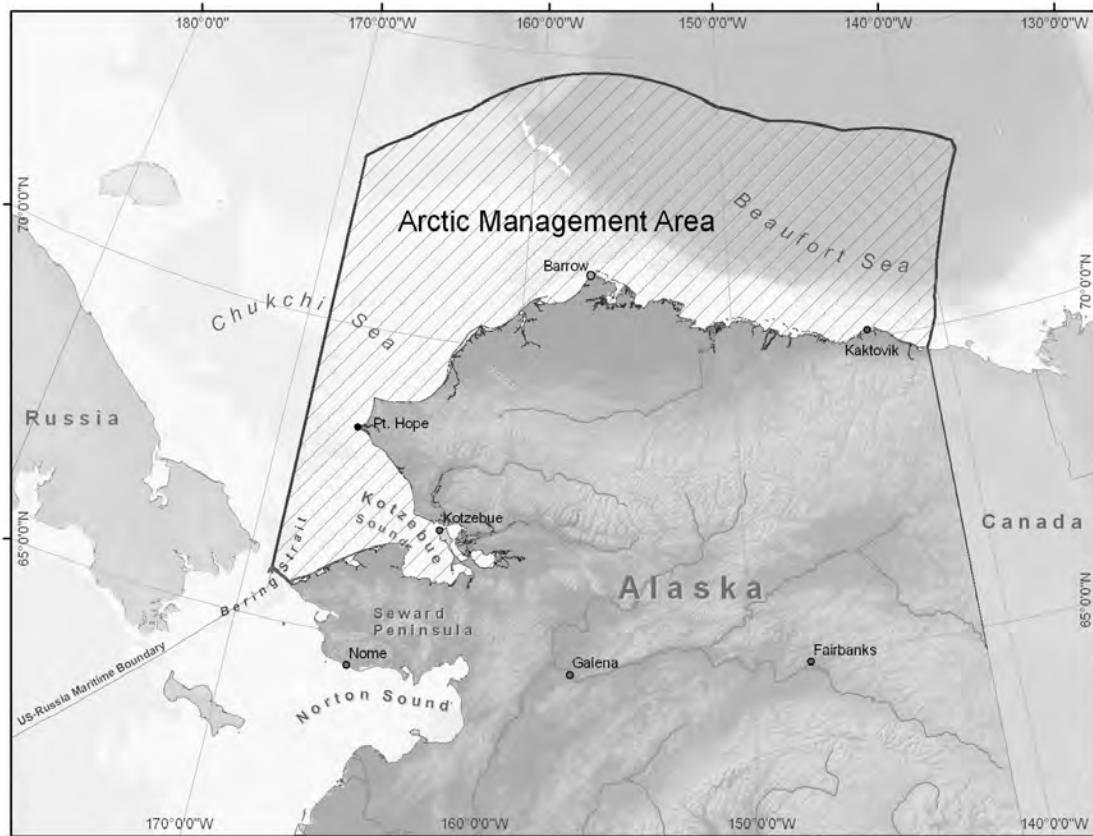 180°0'0"W
170°0'0"W
160°0'0"W
150°0'0"W
140°0'0"W
130°0'0"W
70°0'0"N
Arctic Management Area
Beaufort Sea
Barrow
70°0'0"N
Chukchi Sea
Kaktovik
Russia
Pt. Hope
Kotzebue
Sound
Kotzebue
Canada
65°0'0"N
Bering Strait
Alaska
65°0'0"N
Seward
Peninsula
Nome
Galena
Fairbanks
US-Russia Maritime Boundary
Norton Sound
170°0'0"W
160°0'0"W
150°0'0"W
140°0'0"W